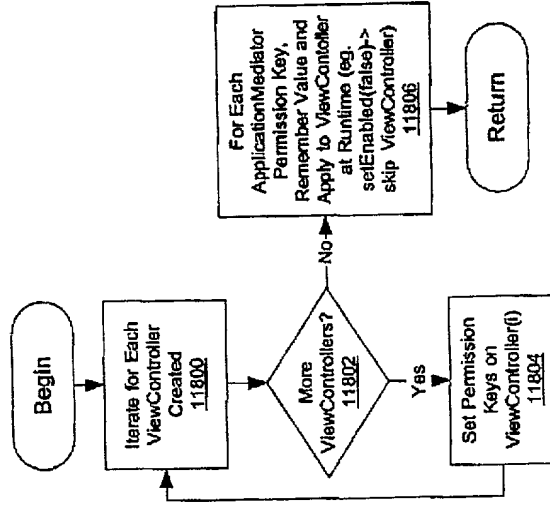 Begin
Iterate for Each
ViewController
Created
11800
More
ViewControllers?
11802
Yes
Set Permission
Keys on
ViewController(i)
11804
No
For Each
ApplicationMediator
Permission Key,
Remember Value and
Apply to ViewContoller
at Runtime (eg.
setEnabled(false)->
skip ViewController)
11806
Return